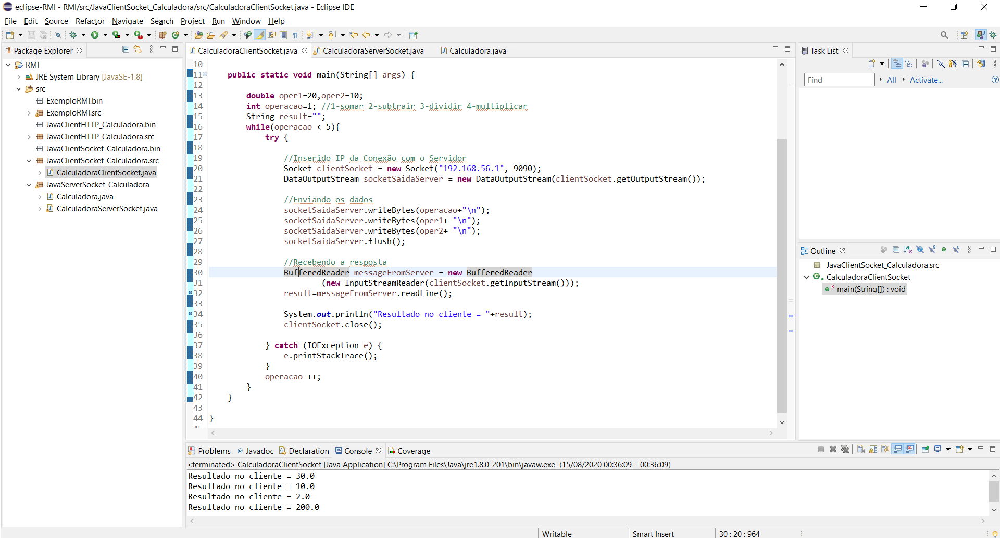 eclipse-RMI - RMI/src/JavaClientSocket_Calculadora/src/CalculadoraClientSocket.java - Eclipse IDE
File Edit Source Refactor Navigate Search Project Run Window Help
Package Explorer
RMI
JRE System Library [JavaSE-1.8]
src
ExemploRMI.bin
ExemploRMI.src
JavaClientHTTP_Calculadora.bin
JavaClientHTTP_Calculadora.src
JavaClientSocket_Calculadora.bin
JavaClientSocket_Calculadora.src
CalculadoraClientSocket.java
JavaServerSocket_Calculadora
Calculadora.java
CalculadoraServerSocket.java
CalculadoraClientSocket.java CalculadoraServerSocket.java Calculadora.java
10
11 public static void main(String[] args) {
12
13 double oper1=20,oper2=10;
14 int operacao=1; //1-somar 2-subtrair 3-dividir 4-multiplicar
15 String result="";
16 while(operacao < 5){
17 try {
18
19 //Inserido IP da Conexão com o Servidor
20 Socket clientSocket = new Socket("192.168.56.1", 9090);
21 DataOutputStream socketSaidaServer = new DataOutputStream(clientSocket.getOutputStream());
22
23 //Enviando os dados
24 socketSaidaServer.writeBytes(operacao+"\n");
25 socketSaidaServer.writeBytes(oper1+ "\n");
26 socketSaidaServer.writeBytes(oper2+ "\n");
27 socketSaidaServer.flush();
28
29 //Recebendo a resposta
30 BufferedReader messageFromServer = new BufferedReader
31 (new InputStreamReader(clientSocket.getInputStream()));
32 result=messageFromServer.readLine();
33
34 System.out.println("Resultado no cliente = "+result);
35 clientSocket.close();
36
37 } catch (IOException e) {
38 e.printStackTrace();
39 }
40 operacao ++;
41 }
42 }
43
44 }
45
Task List
Find All Activate...
Outline
JavaClientSocket_Calculadora.src
CalculadoraClientSocket
main(String[]) : void
Problems @ Javadoc Declaration Console Coverage
<terminated> CalculadoraClientSocket [Java Application] C:\Program Files\Java\jre1.8.0_201\bin\javaw.exe (15/08/2020 00:36:09 – 00:36:09)
Resultado no cliente = 30.0
Resultado no cliente = 10.0
Resultado no cliente = 2.0
Resultado no cliente = 200.0
Writable Smart Insert 30 : 20 : 964